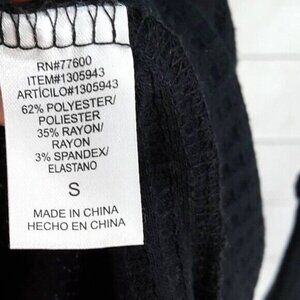 RN#77600
ITEM#1305943
ARTÍCILO#1305943
62% POLYESTER/
POLIESTER
35% RAYON/
RAYON
3% SPANDEX/
ELASTANO
S
MADE IN CHINA
HECHO EN CHINA